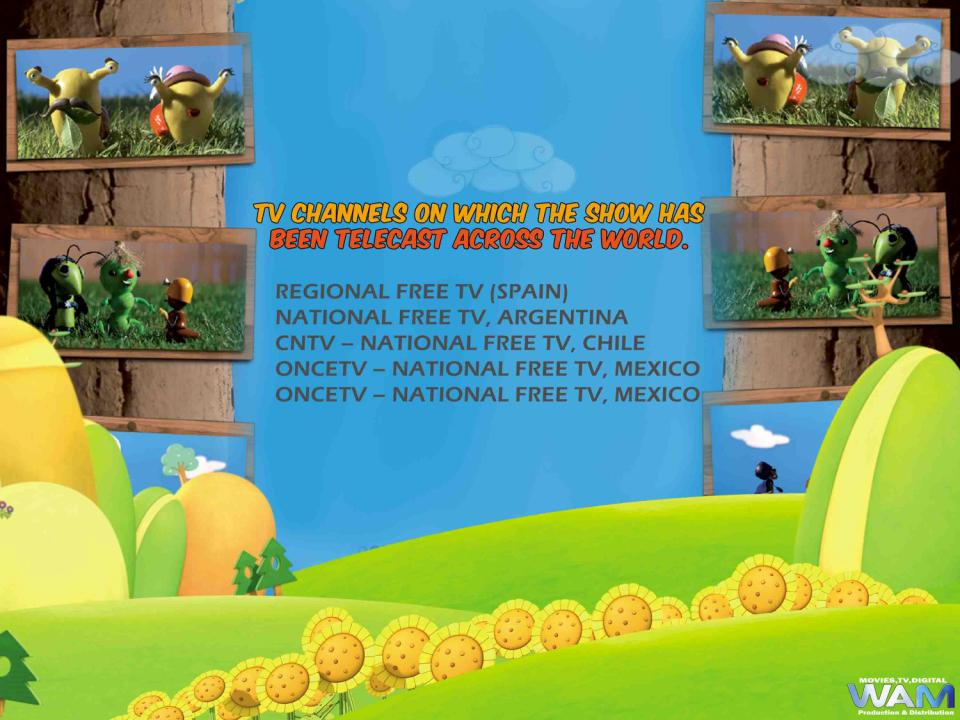 TV CHANNELS ON WHICH THE SHOW HAS
BEEN TELECAST ACROSS THE WORLD.
REGIONAL FREE TV (SPAIN)
NATIONAL FREE TV, ARGENTINA
CNTV – NATIONAL FREE TV, CHILE
ONCETV – NATIONAL FREE TV, MEXICO
ONCETV – NATIONAL FREE TV, MEXICO
MOVIES,TV,DIGITAL
WAM
Production & Distribution